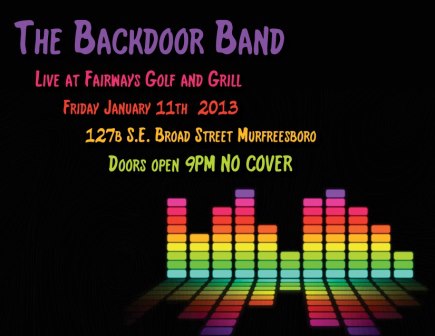 The Backdoor Band
Live at Fairways Golf and Grill
Friday January 11th 2013
127B S.E. Broad Street Murfreesboro
Doors open 9PM NO COVER